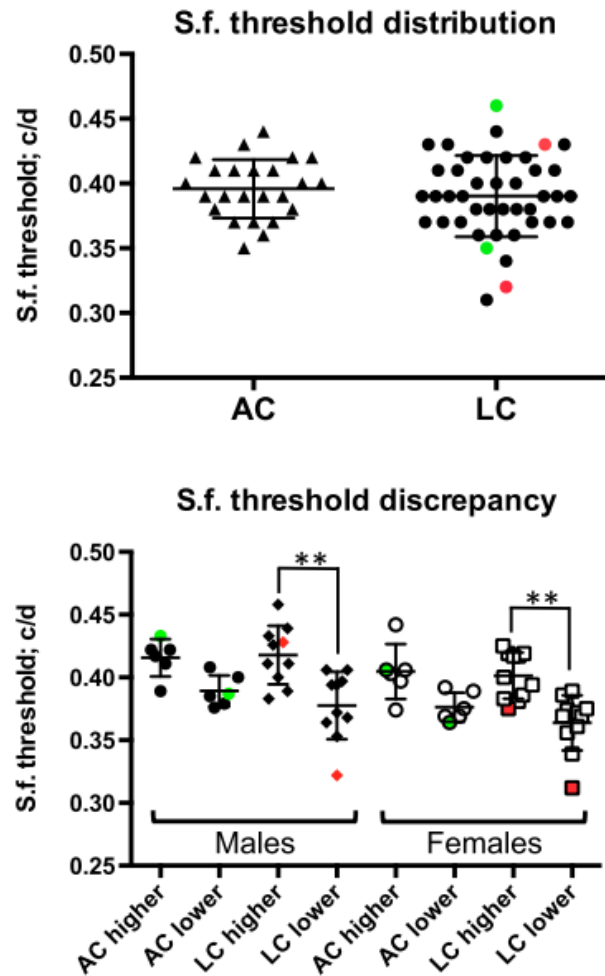 S.f. threshold distribution
S.f. threshold; c/d
0.50
0.45
0.40
0.35
0.30
0.25
AC LC
S.f. threshold discrepancy
S.f. threshold; c/d
0.50
0.45
0.40
0.35
0.30
0.25
** **
Males Females
AC higher
AC lower
LC higher
LC lower
AC higher
AC lower
LC higher
LC lower